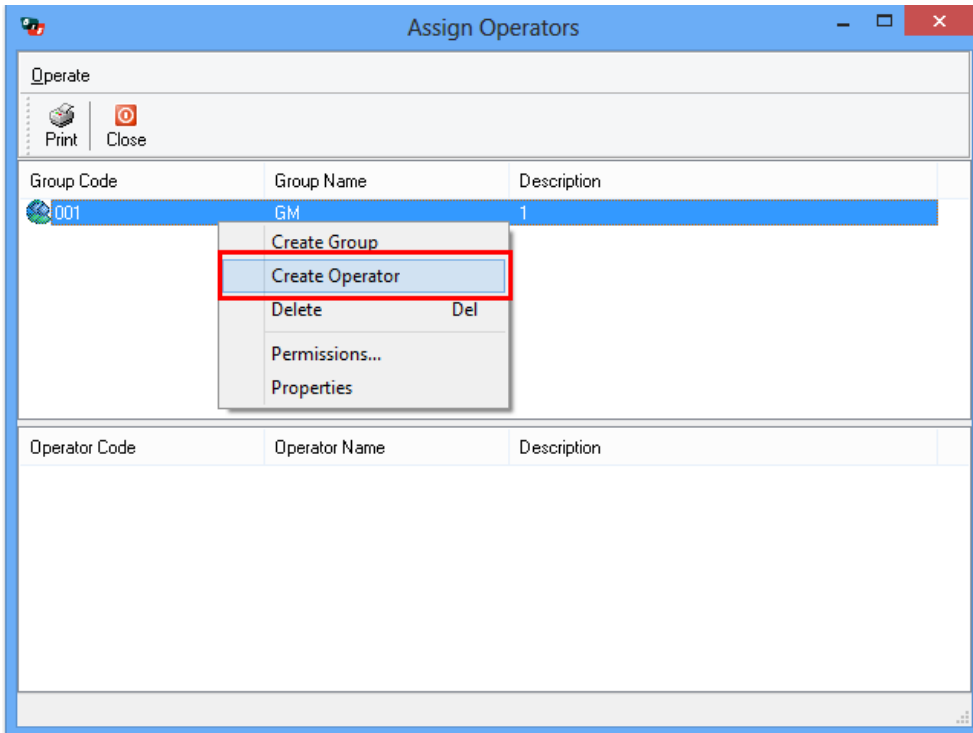 Assign Operators
Operate
Print Close
Group Code Group Name Description
001 GM 1
Create Group
Create Operator
Delete Del
Permissions...
Properties
Operator Code Operator Name Description